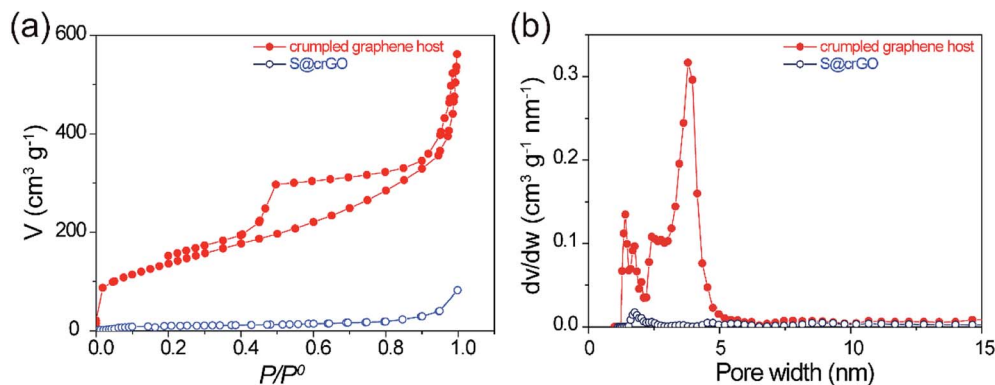 (a)
600
400
200
0
V (cm³ g⁻¹)
crumpled graphene host
S@crGO
0.0 0.2 0.4 0.6 0.8 1.0
P/P⁰
(b)
0.3
0.2
0.1
0.0
dv/dw (cm³ g⁻¹ nm⁻¹)
crumpled graphene host
S@crGO
0 5 10 15
Pore width (nm)